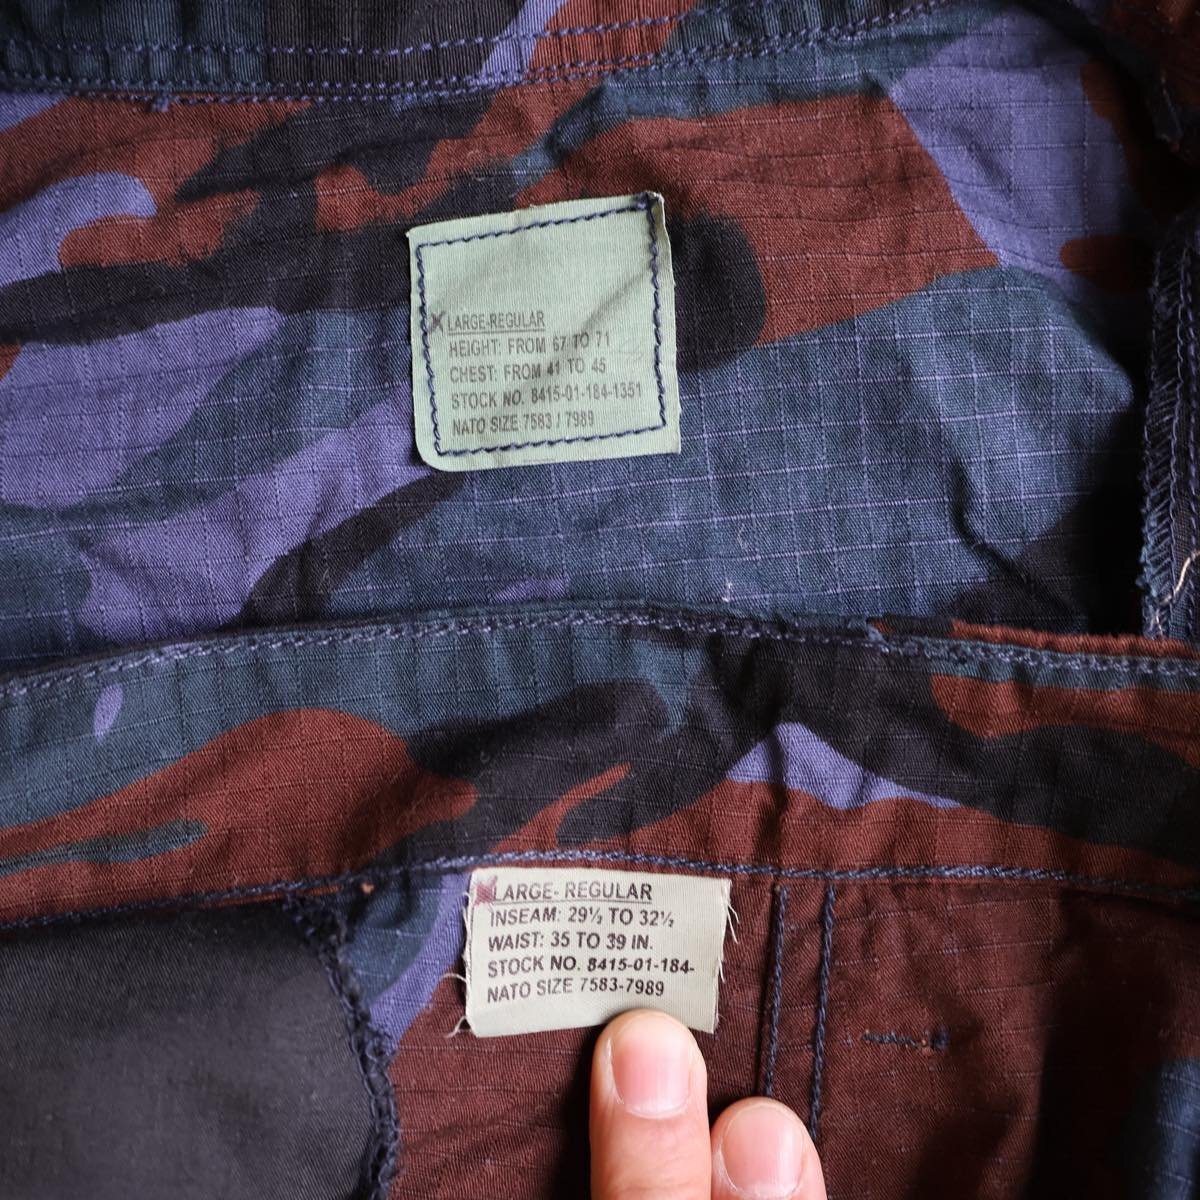 LARGE-REGULAR
HEIGHT: FROM 67 TO 71
CHEST: FROM 41 TO 45
STOCK NO. 8415-01-184-1351
NATO SIZE 7583 / 7989
LARGE- REGULAR
INSEAM: 29½ TO 32½
WAIST: 35 TO 39 IN.
STOCK NO. 8415-01-184-
NATO SIZE 7583-7989